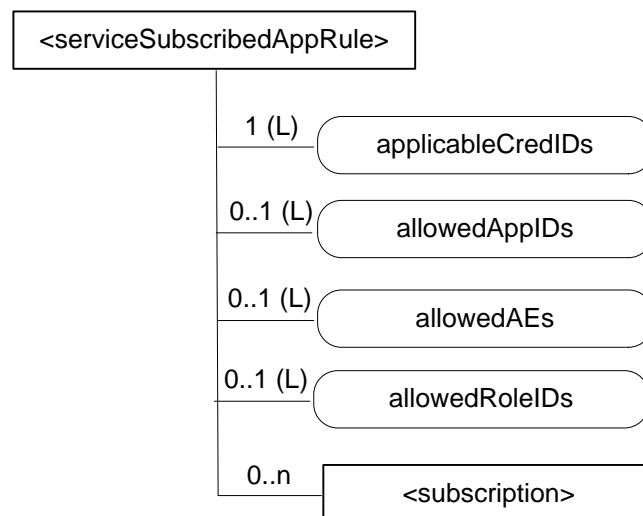 <serviceSubscribedAppRule>
1 (L)
applicableCredIDs
0..1 (L)
allowedAppIDs
0..1 (L)
allowedAEs
0..1 (L)
allowedRoleIDs
0..n
<subscription>